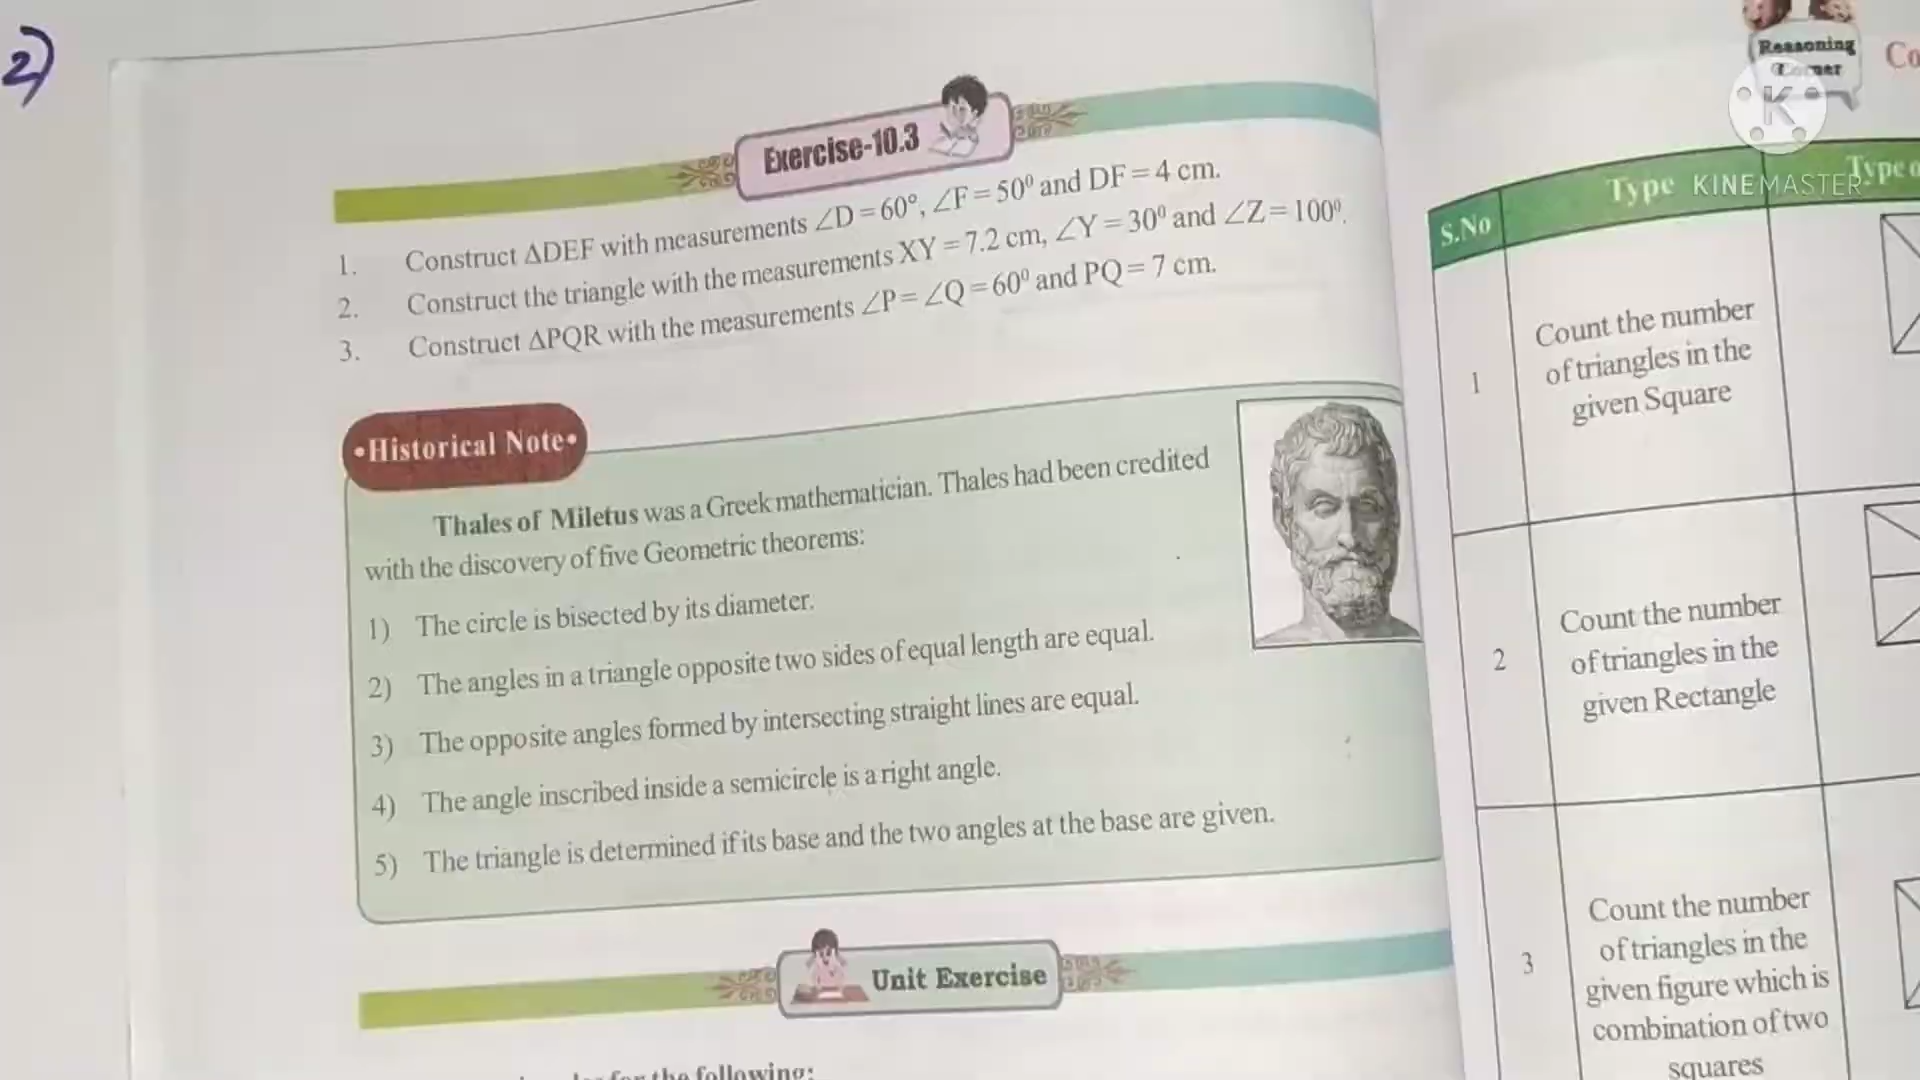 2)
Exercise-10.3
1. Construct ΔDEF with measurements ∠D = 60°, ∠F = 50⁰ and DF = 4 cm.
2. Construct the triangle with the measurements XY = 7.2 cm, ∠Y = 30⁰ and ∠Z = 100⁰.
3. Construct ΔPQR with the measurements ∠P = ∠Q = 60⁰ and PQ = 7 cm.
•Historical Note•
Thales of Miletus was a Greek mathematician. Thales had been credited
with the discovery of five Geometric theorems:
1) The circle is bisected by its diameter.
2) The angles in a triangle opposite two sides of equal length are equal.
3) The opposite angles formed by intersecting straight lines are equal.
4) The angle inscribed inside a semicircle is a right angle.
5) The triangle is determined if its base and the two angles at the base are given.
Unit Exercise
for the following:
Reasoning
Corner
Co
K
KINEMASTER
S.No
Type
Type o
1
Count the number
of triangles in the
given Square
2
Count the number
of triangles in the
given Rectangle
3
Count the number
of triangles in the
given figure which is
combination of two
squares